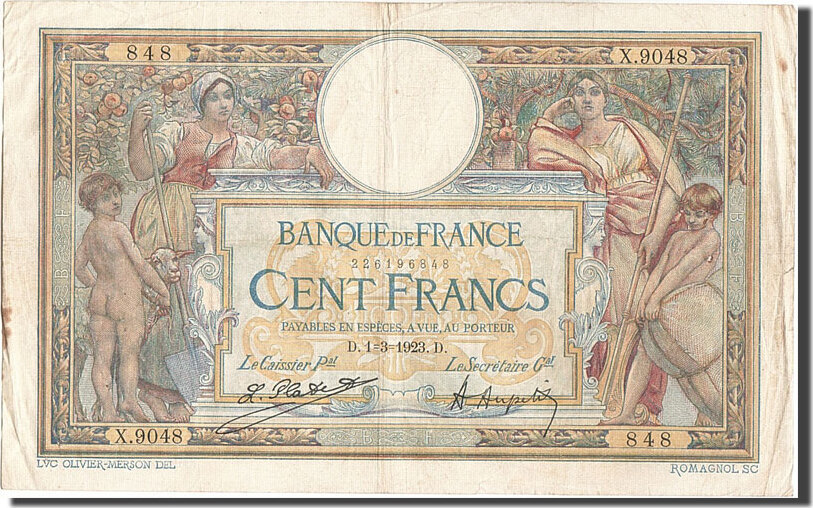 848 X.9048
BANQUE DE FRANCE
226196848
CENT FRANCS
PAYABLES EN ESPÈCES, A VUE, AU PORTEUR
D. 1=3=1923. D.
Le Caissier Pal Le Secrétaire Gal
X.9048 848
LVC OLIVIER-MERSON DEL ROMAGNOL SC